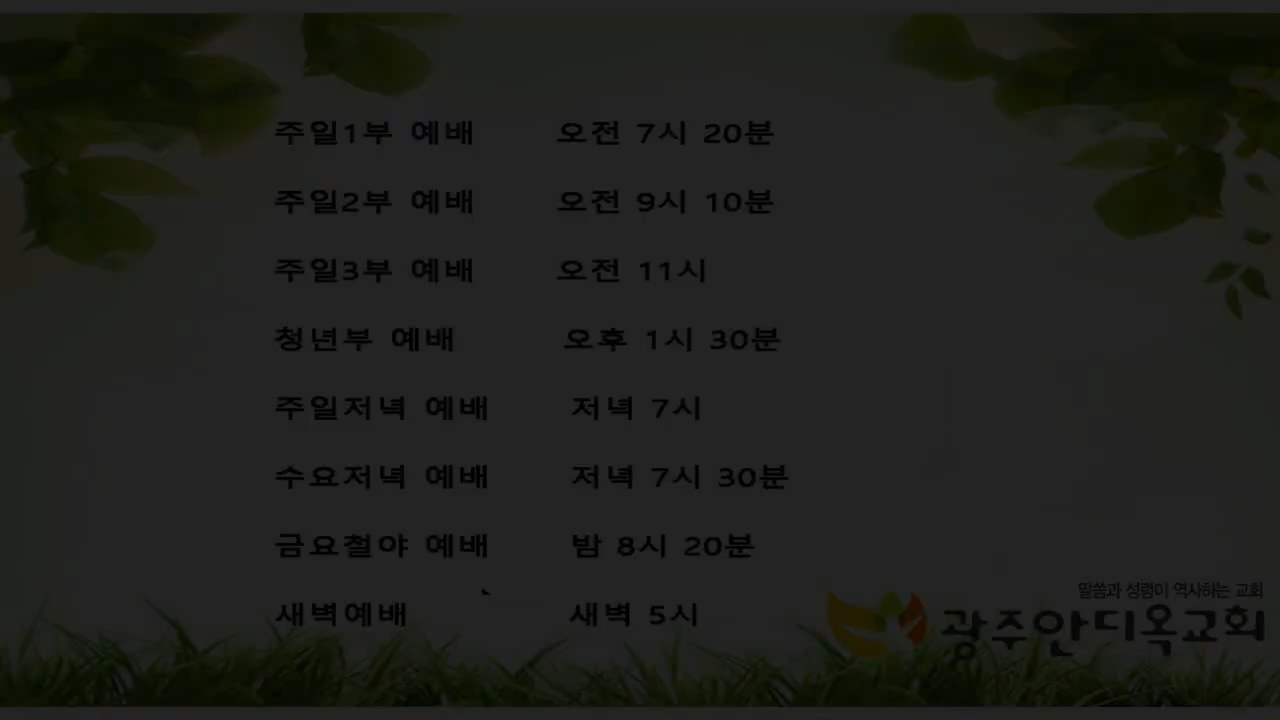 주일1부 예배 오전 7시 20분
주일2부 예배 오전 9시 10분
주일3부 예배 오전 11시
청년부 예배 오후 1시 30분
주일저녁 예배 저녁 7시
수요저녁 예배 저녁 7시 30분
금요철야 예배 밤 8시 20분
새벽예배 새벽 5시
말씀과 성령이 역사하는 교회
광주안디옥교회